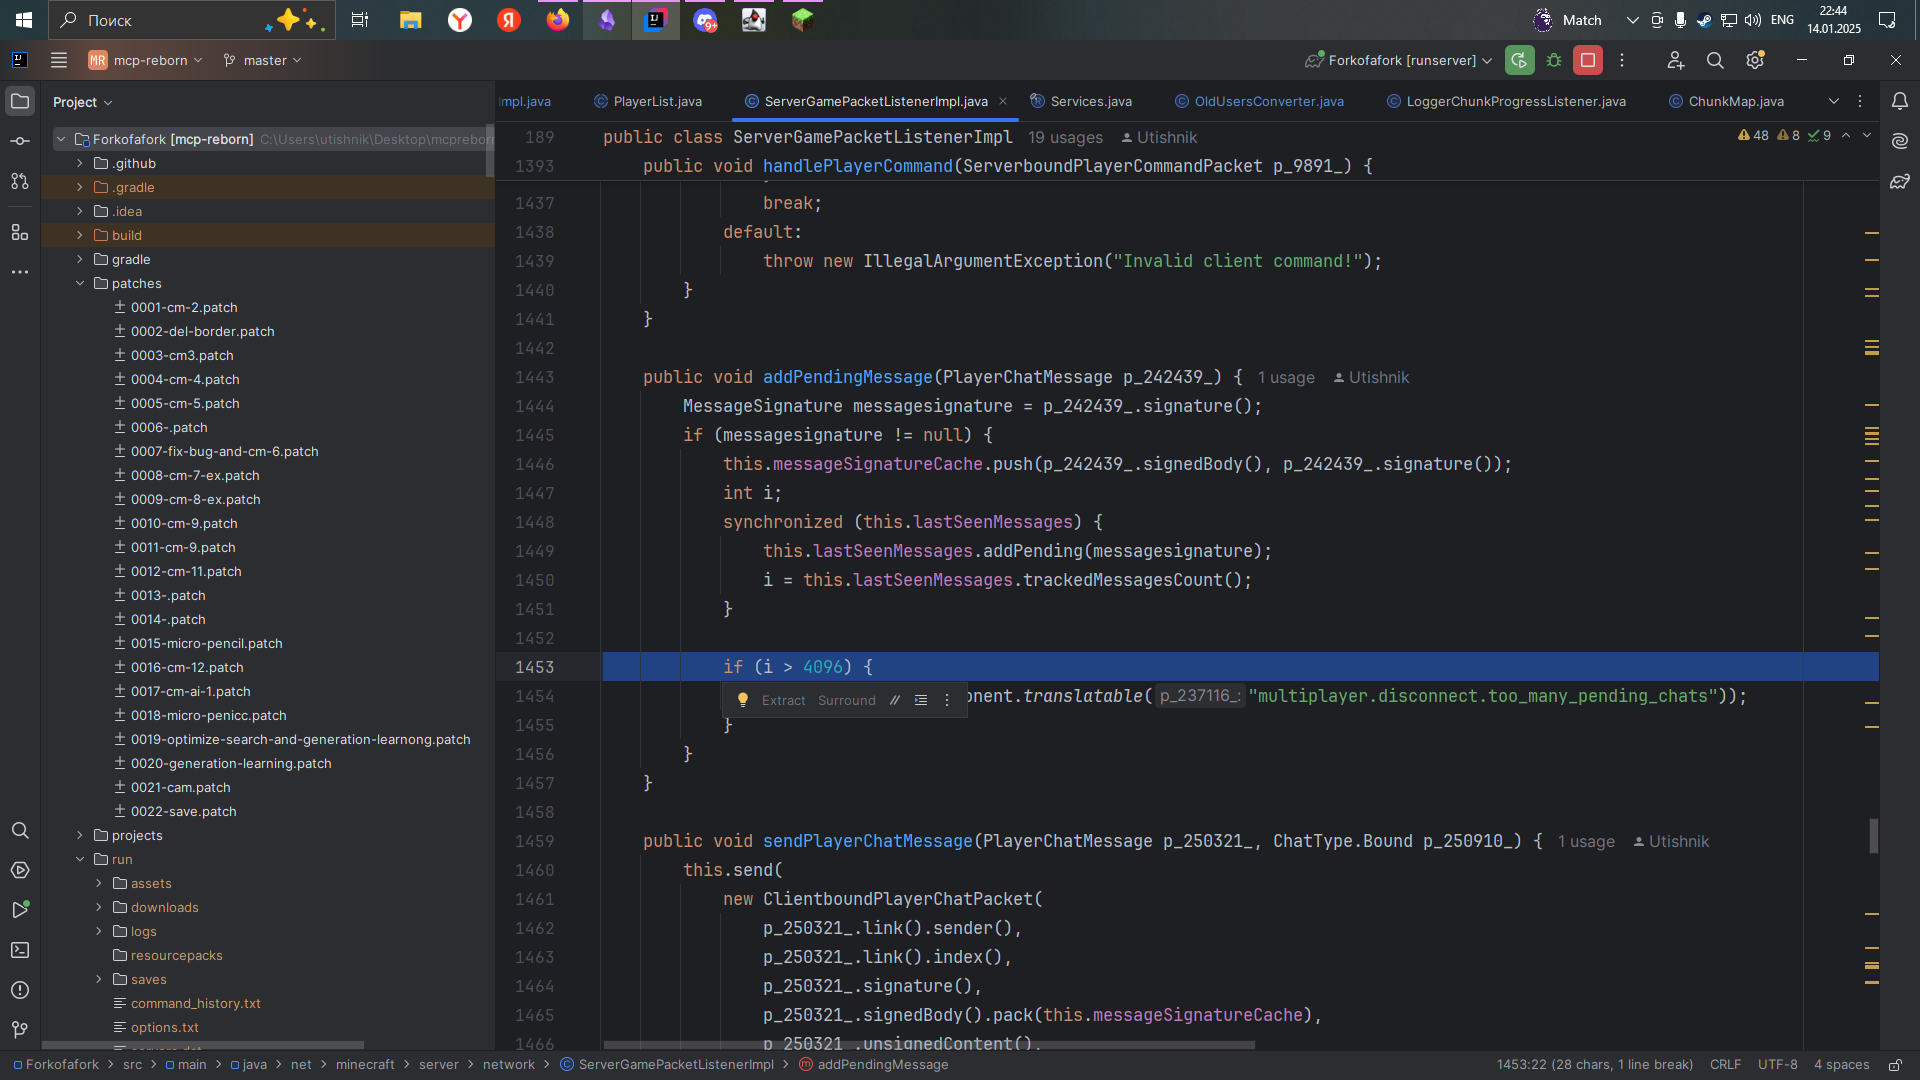 Поиск
9+
Match
ENG
22:44
14.01.2025
MR mcp-reborn
master
Forkofafork [runserver]
Project
mpl.java
PlayerList.java
ServerGamePacketListenerImpl.java
Services.java
OldUsersConverter.java
LoggerChunkProgressListener.java
ChunkMap.java
Forkofafork [mcp-reborn] C:\Users\utishnik\Desktop\mcpreborn
.github
.gradle
.idea
build
gradle
patches
0001-cm-2.patch
0002-del-border.patch
0003-cm3.patch
0004-cm-4.patch
0005-cm-5.patch
0006-.patch
0007-fix-bug-and-cm-6.patch
0008-cm-7-ex.patch
0009-cm-8-ex.patch
0010-cm-9.patch
0011-cm-9.patch
0012-cm-11.patch
0013-.patch
0014-.patch
0015-micro-pencil.patch
0016-cm-12.patch
0017-cm-ai-1.patch
0018-micro-penicc.patch
0019-optimize-search-and-generation-learnong.patch
0020-generation-learning.patch
0021-cam.patch
0022-save.patch
projects
run
assets
downloads
logs
resourcepacks
saves
command_history.txt
options.txt
48 8 9
189 public class ServerGamePacketListenerImpl 19 usages Utishnik
1393 public void handlePlayerCommand(ServerboundPlayerCommandPacket p_9891_) {
1437 break;
1438 default:
1439 throw new IllegalArgumentException("Invalid client command!");
1440 }
1441 }
1442
1443 public void addPendingMessage(PlayerChatMessage p_242439_) { 1 usage Utishnik
1444 MessageSignature messagesignature = p_242439_.signature();
1445 if (messagesignature != null) {
1446 this.messageSignatureCache.push(p_242439_.signedBody(), p_242439_.signature());
1447 int i;
1448 synchronized (this.lastSeenMessages) {
1449 this.lastSeenMessages.addPending(messagesignature);
1450 i = this.lastSeenMessages.trackedMessagesCount();
1451 }
1452
1453 if (i > 4096) {
1454 onent.translatable( p_237116_: "multiplayer.disconnect.too_many_pending_chats"));
Extract Surround //
1455 }
1456 }
1457 }
1458
1459 public void sendPlayerChatMessage(PlayerChatMessage p_250321_, ChatType.Bound p_250910_) { 1 usage Utishnik
1460 this.send(
1461 new ClientboundPlayerChatPacket(
1462 p_250321_.link().sender(),
1463 p_250321_.link().index(),
1464 p_250321_.signature(),
1465 p_250321_.signedBody().pack(this.messageSignatureCache),
1466 p_250321_.unsignedContent(),
Forkofafork > src > main > java > net > minecraft > server > network > ServerGamePacketListenerImpl > addPendingMessage
1453:22 (28 chars, 1 line break) CRLF UTF-8 4 spaces